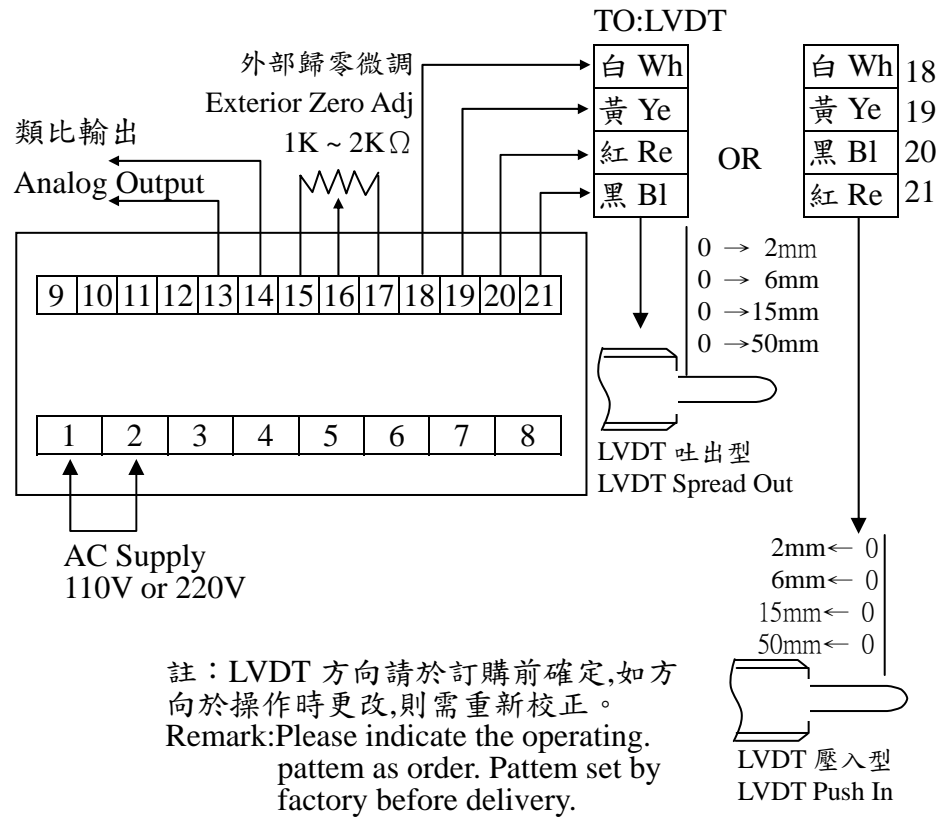 TO:LVDT
外部歸零微調
Exterior Zero Adj
1K ~ 2KΩ
類比輸出
Analog Output
白 Wh
黃 Ye
紅 Re
黑 Bl
OR
白 Wh 18
黃 Ye 19
黑 Bl 20
紅 Re 21
9 10 11 12 13 14 15 16 17 18 19 20 21
1 2 3 4 5 6 7 8
0 → 2mm
0 → 6mm
0 →15mm
0 →50mm
LVDT 吐出型
LVDT Spread Out
AC Supply
110V or 220V
2mm← 0
6mm← 0
15mm← 0
50mm← 0
LVDT 壓入型
LVDT Push In
註：LVDT 方向請於訂購前確定,如方
向於操作時更改,則需重新校正。
Remark:Please indicate the operating.
pattem as order. Pattem set by
factory before delivery.